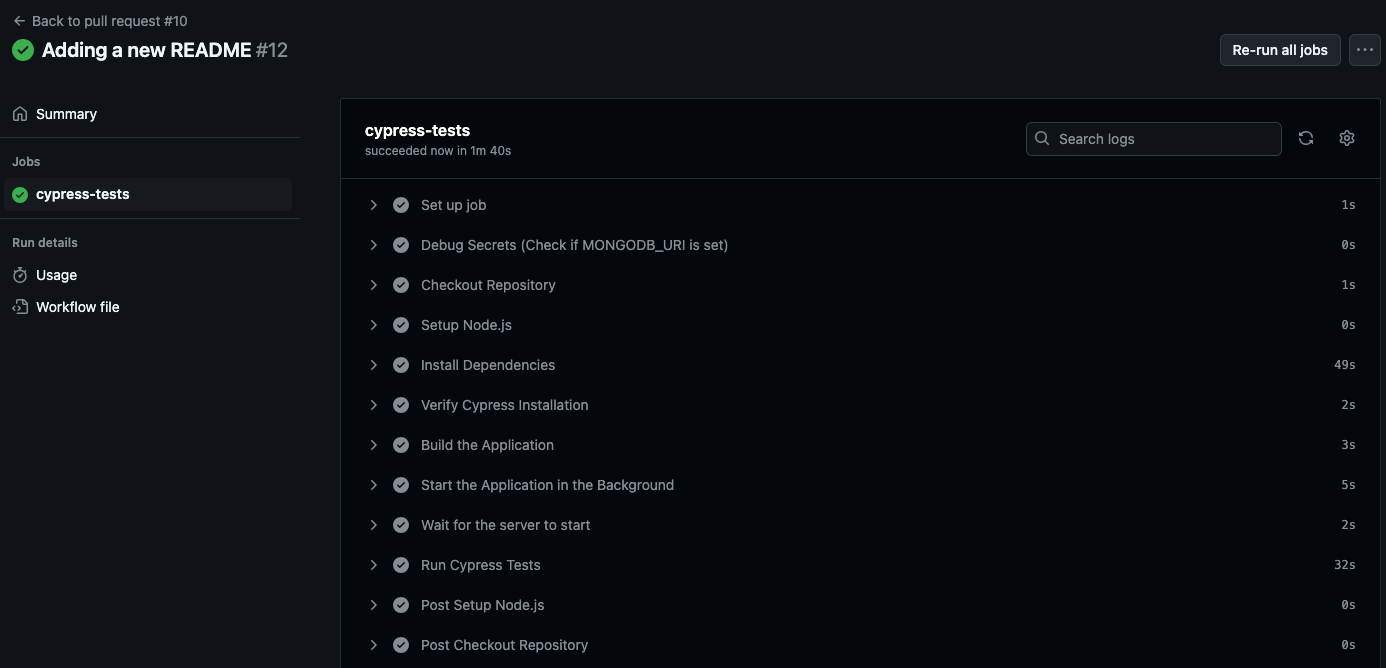 Back to pull request #10
Adding a new README #12
Re-run all jobs
Summary
Jobs
cypress-tests
Run details
Usage
Workflow file
cypress-tests
succeeded now in 1m 40s
Search logs
Set up job 1s
Debug Secrets (Check if MONGODB_URI is set) 0s
Checkout Repository 1s
Setup Node.js 0s
Install Dependencies 49s
Verify Cypress Installation 2s
Build the Application 3s
Start the Application in the Background 5s
Wait for the server to start 2s
Run Cypress Tests 32s
Post Setup Node.js 0s
Post Checkout Repository 0s